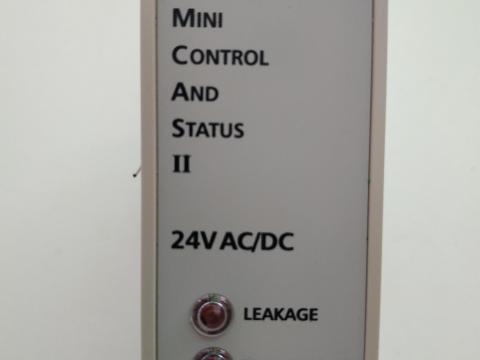 MINI
CONTROL
AND
STATUS
II
24V AC/DC
LEAKAGE